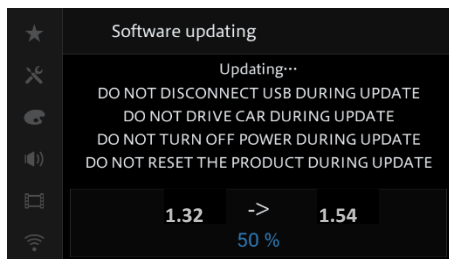 Software updating
Updating···
DO NOT DISCONNECT USB DURING UPDATE
DO NOT DRIVE CAR DURING UPDATE
DO NOT TURN OFF POWER DURING UPDATE
DO NOT RESET THE PRODUCT DURING UPDATE
1.32 -> 1.54
50 %